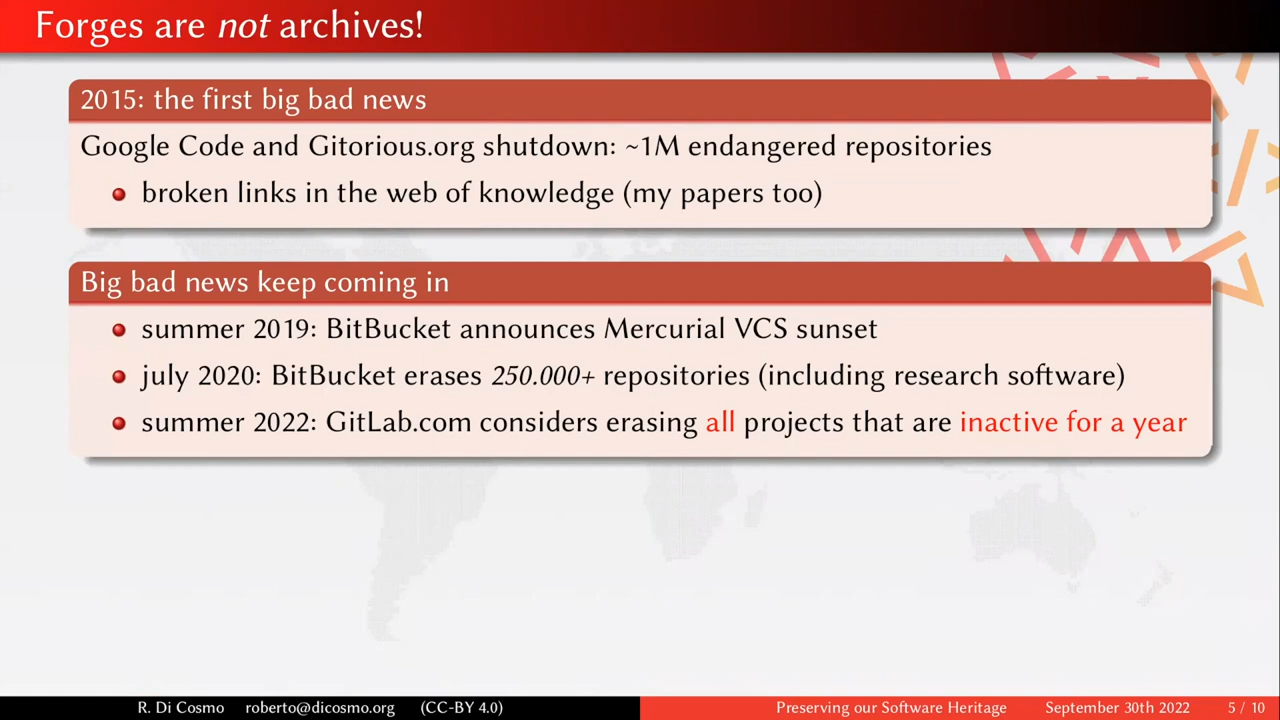 Forges are not archives!
2015: the first big bad news
Google Code and Gitorious.org shutdown: ~1M endangered repositories
broken links in the web of knowledge (my papers too)
Big bad news keep coming in
summer 2019: BitBucket announces Mercurial VCS sunset
july 2020: BitBucket erases 250.000+ repositories (including research software)
summer 2022: GitLab.com considers erasing all projects that are inactive for a year
R. Di Cosmo roberto@dicosmo.org (CC-BY 4.0) Preserving our Software Heritage September 30th 2022 5 / 10